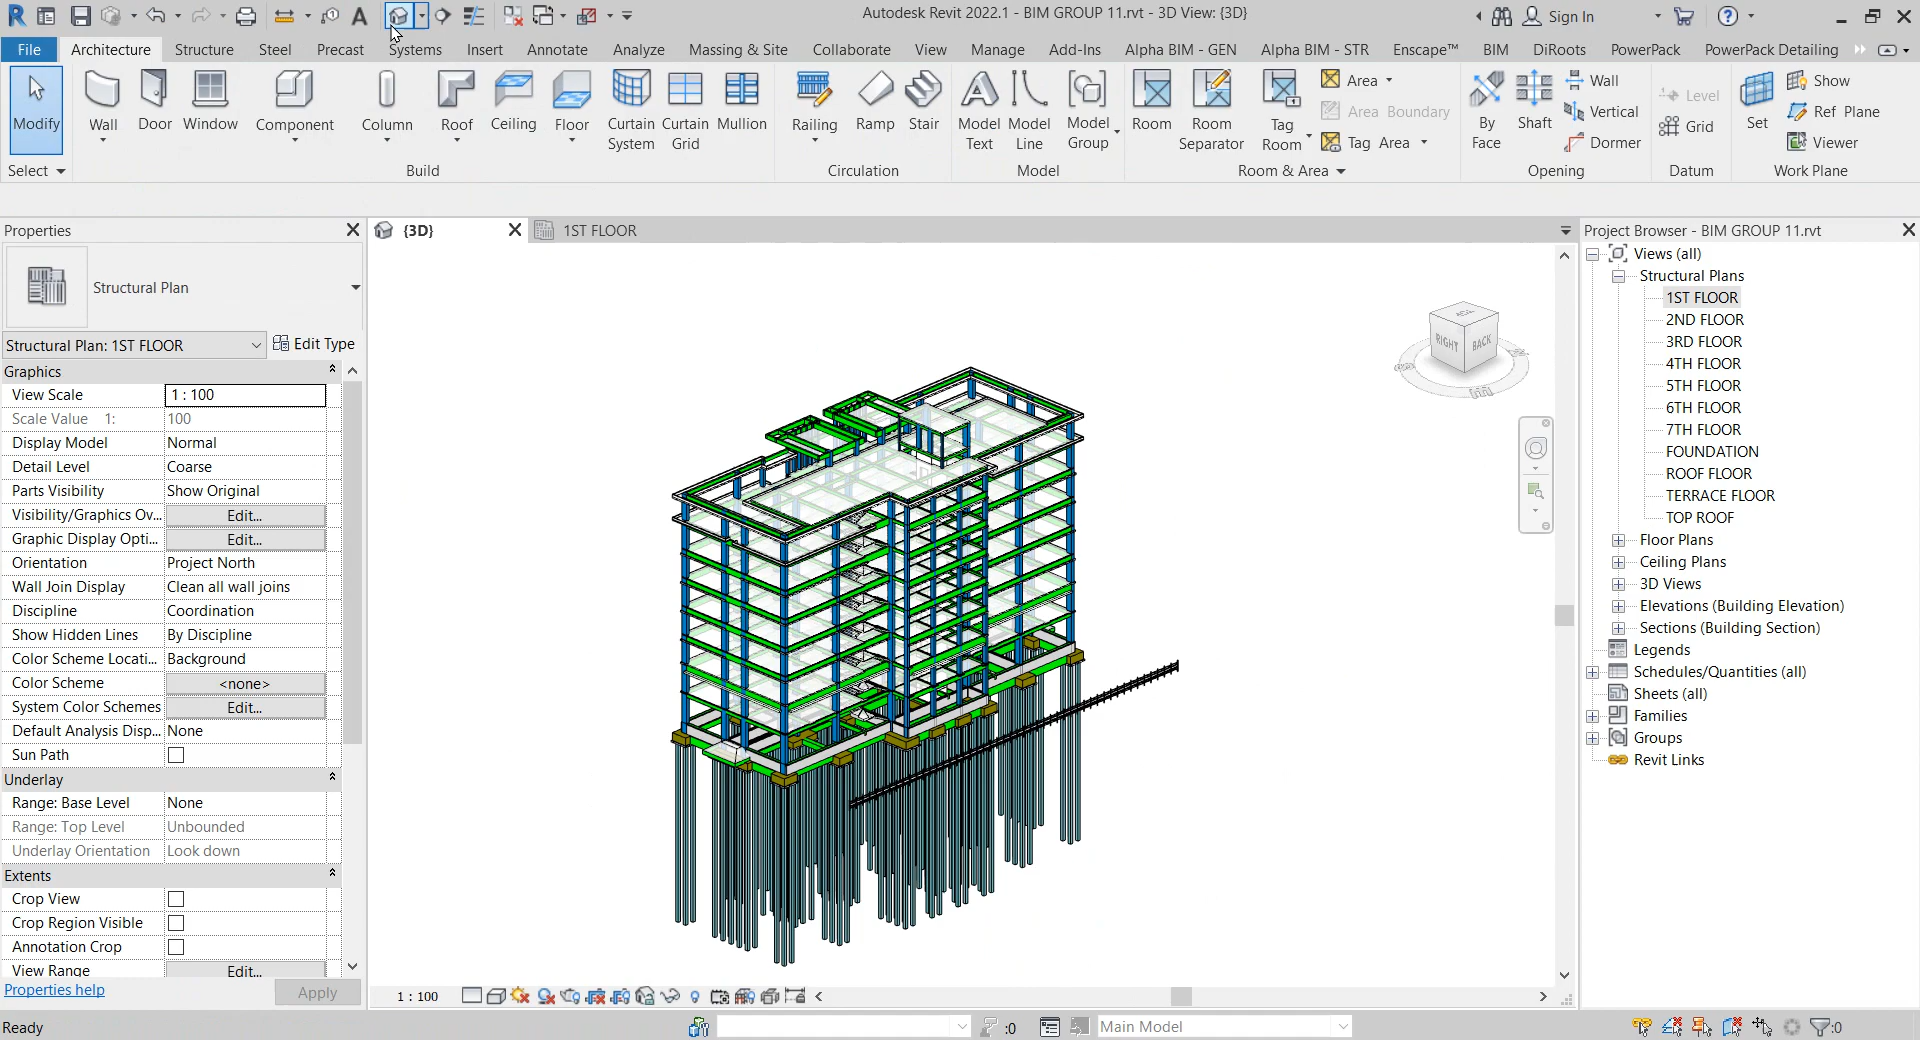 Autodesk Revit 2022.1 - BIM GROUP 11.rvt - 3D View: {3D}
Sign In
File
Architecture
Structure
Steel
Precast
Systems
Insert
Annotate
Analyze
Massing & Site
Collaborate
View
Manage
Add-Ins
Alpha BIM - GEN
Alpha BIM - STR
Enscape™
BIM
DiRoots
PowerPack
PowerPack Detailing
Modify
Wall
Door
Window
Component
Column
Roof
Ceiling
Floor
Curtain System
Curtain Grid
Mullion
Railing
Ramp
Stair
Model Text
Model Line
Model Group
Room
Room Separator
Tag Room
Area
Area Boundary
Tag Area
By Face
Shaft
Wall
Vertical
Dormer
Level
Grid
Set
Show
Ref Plane
Viewer
Select
Build
Circulation
Model
Room & Area
Opening
Datum
Work Plane
Properties
Structural Plan
Structural Plan: 1ST FLOOR
Edit Type
Graphics
View Scale 1 : 100
Scale Value 1: 100
Display Model Normal
Detail Level Coarse
Parts Visibility Show Original
Visibility/Graphics Ov... Edit...
Graphic Display Opti... Edit...
Orientation Project North
Wall Join Display Clean all wall joins
Discipline Coordination
Show Hidden Lines By Discipline
Color Scheme Locati... Background
Color Scheme <none>
System Color Schemes Edit...
Default Analysis Disp... None
Sun Path
Underlay
Range: Base Level None
Range: Top Level Unbounded
Underlay Orientation Look down
Extents
Crop View
Crop Region Visible
Annotation Crop
View Range Edit...
Properties help
Apply
{3D}
1ST FLOOR
RIGHT
BACK
1 : 100
Project Browser - BIM GROUP 11.rvt
Views (all)
Structural Plans
1ST FLOOR
2ND FLOOR
3RD FLOOR
4TH FLOOR
5TH FLOOR
6TH FLOOR
7TH FLOOR
FOUNDATION
ROOF FLOOR
TERRACE FLOOR
TOP ROOF
Floor Plans
Ceiling Plans
3D Views
Elevations (Building Elevation)
Sections (Building Section)
Legends
Schedules/Quantities (all)
Sheets (all)
Families
Groups
Revit Links
Ready
:0
Main Model
:0